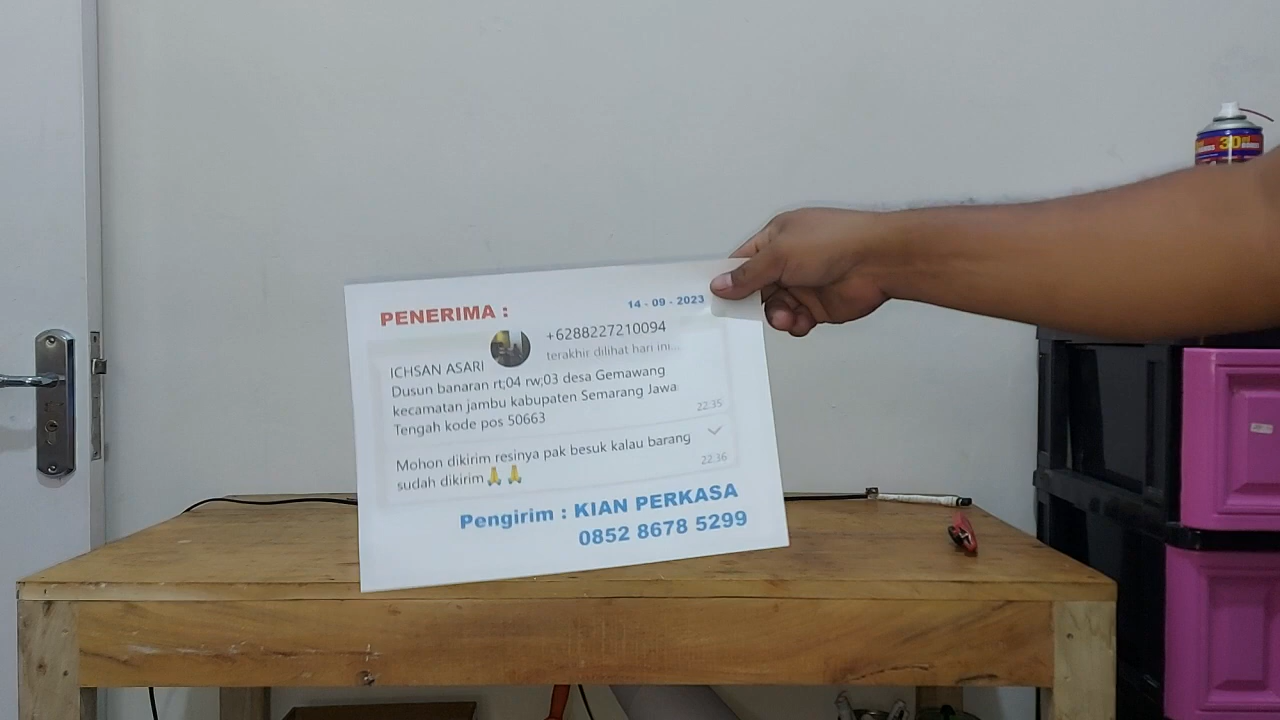 PENERIMA :
14 - 09 - 2023
+6288227210094
terakhir dilihat hari ini...
ICHSAN ASARI
Dusun banaran rt;04 rw;03 desa Gemawang
kecamatan jambu kabupaten Semarang Jawa
Tengah kode pos 50663
22.35
Mohon dikirim resinya pak besuk kalau barang
sudah dikirim🙏🙏
22.36
Pengirim : KIAN PERKASA
0852 8678 5299
30